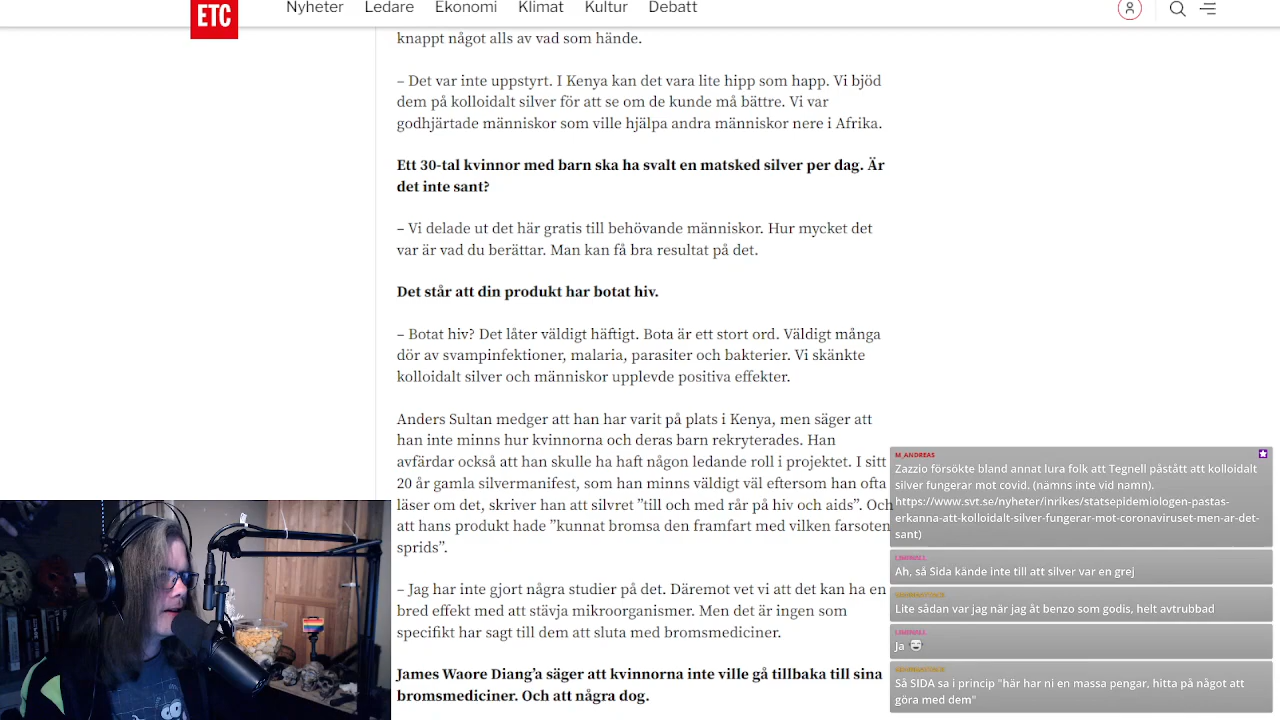 ETC
Nyheter Ledare Ekonomi Klimat Kultur Debatt
knappt något alls av vad som hände.
– Det var inte uppstyrt. I Kenya kan det vara lite hipp som happ. Vi bjöd
dem på kolloidalt silver för att se om de kunde må bättre. Vi var
godhjärtade människor som ville hjälpa andra människor nere i Afrika.
Ett 30-tal kvinnor med barn ska ha svalt en matsked silver per dag. Är
det inte sant?
– Vi delade ut det här gratis till behövande människor. Hur mycket det
var är vad du berättar. Man kan få bra resultat på det.
Det står att din produkt har botat hiv.
– Botat hiv? Det låter väldigt häftigt. Bota är ett stort ord. Väldigt många
dör av svampinfektioner, malaria, parasiter och bakterier. Vi skänkte
kolloidalt silver och människor upplevde positiva effekter.
Anders Sultan medger att han har varit på plats i Kenya, men säger att
han inte minns hur kvinnorna och deras barn rekryterades. Han
avfärdar också att han skulle ha haft någon ledande roll i projektet. I sitt
20 år gamla silvermanifest, som han minns väldigt väl eftersom han ofta
läser om det, skriver han att silvret ”till och med rår på hiv och aids”. Och
att hans produkt hade ”kunnat bromsa den framfart med vilken farsoten
sprids”.
– Jag har inte gjort några studier på det. Däremot vet vi att det kan ha en
bred effekt med att stävja mikroorganismer. Men det är ingen som
specifikt har sagt till dem att sluta med bromsmediciner.
James Waore Diang’a säger att kvinnorna inte ville gå tillbaka till sina
bromsmediciner. Och att några dog.
M_ANDREAS
Zazzio försökte bland annat lura folk att Tegnell påstått att kolloidalt
silver fungerar mot covid. (nämns inte vid namn).
https://www.svt.se/nyheter/inrikes/statsepidemiologen-pastas-
erkanna-att-kolloidalt-silver-fungerar-mot-coronaviruset-men-ar-det-
sant)
Ah, så Sida kände inte till att silver var en grej
Lite sådan var jag när jag åt benzo som godis, helt avtrubbad
Ja
Så SIDA sa i princip "här har ni en massa pengar, hitta på något att
göra med dem"